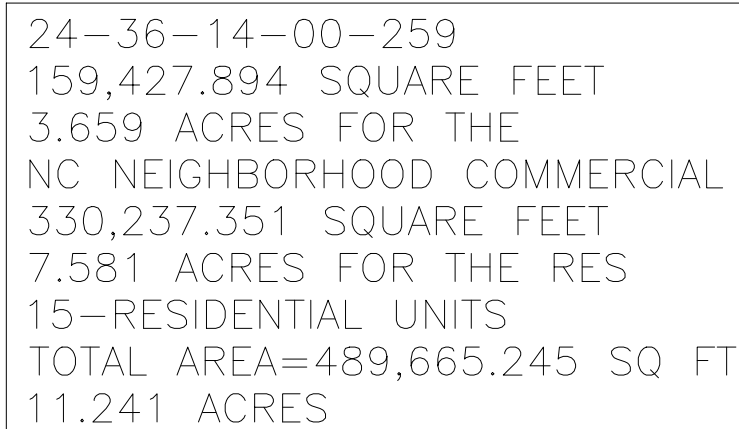 24-36-14-00-259
159,427.894 SQUARE FEET
3.659 ACRES FOR THE
NC NEIGHBORHOOD COMMERCIAL
330,237.351 SQUARE FEET
7.581 ACRES FOR THE RES
15-RESIDENTIAL UNITS
TOTAL AREA=489,665.245 SQ FT
11.241 ACRES